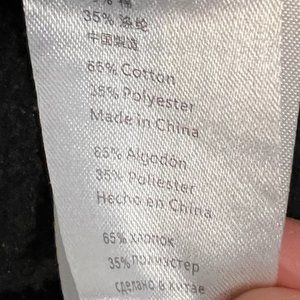 35% 涤纶
中国製造
65% Cotton
35% Polyester
Made in China
65% Algodón
35% Poliester
Hecho en China
65% хлопок
35% полиэстер
сделано в китае